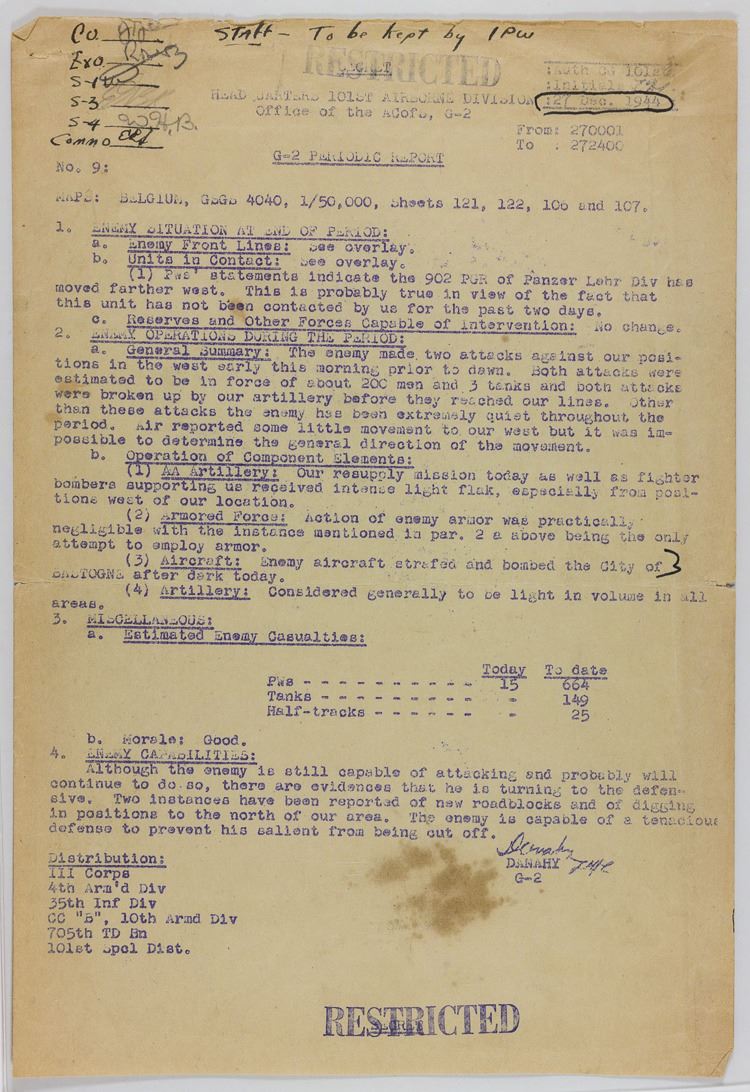 STAFF - To be Kept by IPW
CO
EXO
S-1
S-3
S-4 W.H.B.
Commo
RESTRICTED
:Auth CG 101
:Initial
HEADQUARTERS 101ST AIRBORNE DIVISION :27 Dec. 1944
Office of the ACofS, G-2
From: 270001
To : 272400
G-2 PERIODIC REPORT
No. 9:
MAPS: BELGIUM, GSGS 4040, 1/50,000, Sheets 121, 122, 106 and 107.
1. ENEMY SITUATION AT END OF PERIOD:
a. Enemy Front Lines: See overlay.
b. Units in Contact: See overlay.
(1) PWs' statements indicate the 902 PGR of Panzer Lehr Div has
moved farther west. This is probably true in view of the fact that
this unit has not been contacted by us for the past two days.
c. Reserves and Other Forces Capable of Intervention: No change.
2. ENEMY OPERATIONS DURING THE PERIOD:
a. General Summary: The enemy made two attacks against our posi-
tions in the west early this morning prior to dawn. Both attacks were
estimated to be in force of about 200 men and 3 tanks and both attacks
were broken up by our artillery before they reached our lines. Other
than these attacks the enemy has been extremely quiet throughout the
period. Air reported some little movement to our west but it was im-
possible to determine the general direction of the movement.
b. Operation of Component Elements:
(1) AA Artillery: Our resupply mission today as well as fighter
bombers supporting us received intense light flak, especially from posi-
tions west of our location.
(2) Armored Force: Action of enemy armor was practically
negligible with the instance mentioned in par. 2 a above being the only
attempt to employ armor.
(3) Aircraft: Enemy aircraft strafed and bombed the City of
BASTOGNE after dark today.
(4) Artillery: Considered generally to be light in volume in all
areas.
3. MISCELLANEOUS:
a. Estimated Enemy Casualties:
Today To date
PWs - - - - - - - - - - - 15 664
Tanks - - - - - - - - - - - 149
Half-tracks - - - - - - - 25
b. Morale: Good.
4. ENEMY CAPABILITIES:
Although the enemy is still capable of attacking and probably will
continue to do so, there are evidences that he is turning to the defen-
sive. Two instances have been reported of new roadblocks and of digging
in positions to the north of our area. The enemy is capable of a tenacious
defense to prevent his salient from being cut off.
Danahy
DANAHY
G-2
Distribution:
III Corps
4th Arm'd Div
35th Inf Div
CC "B", 10th Armd Div
705th TD Bn
101st Spcl Dist.
RESTRICTED